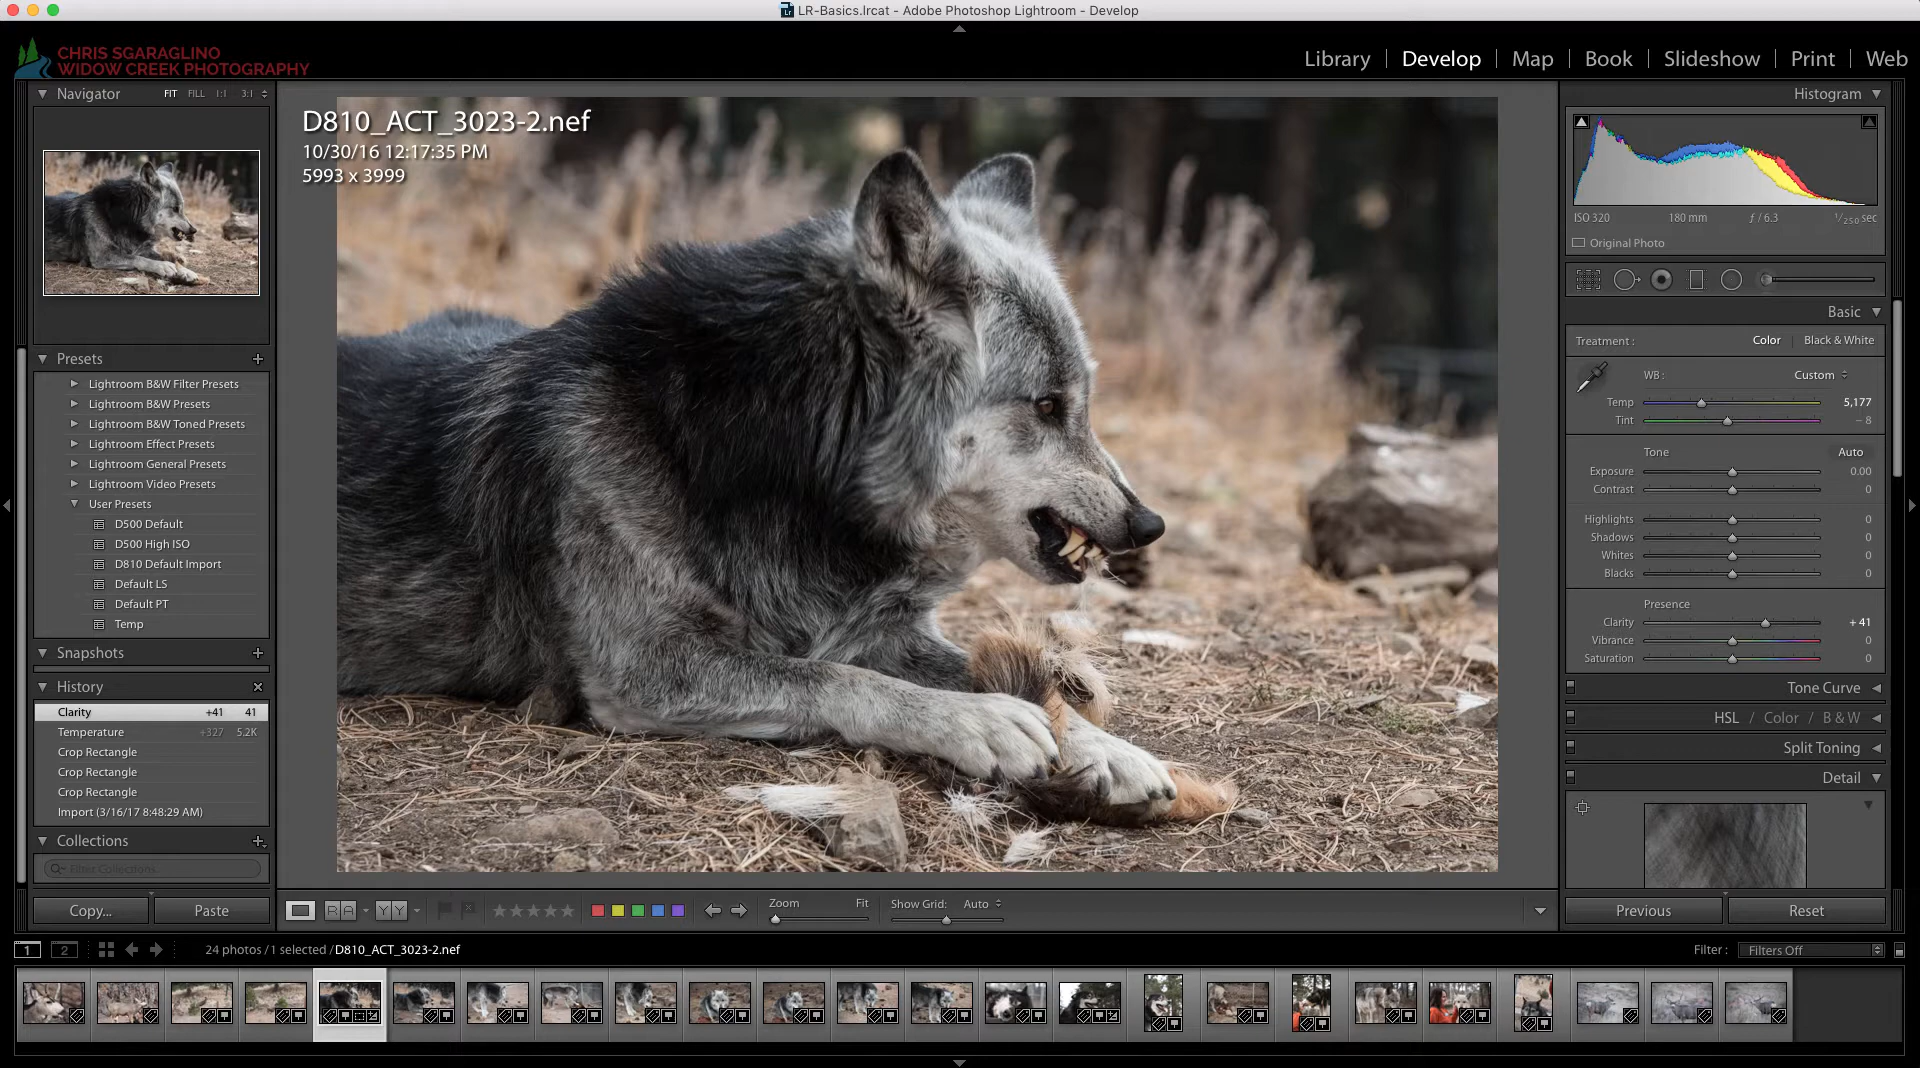 LR-Basics.lrcat - Adobe Photoshop Lightroom - Develop
CHRIS SGARAGLINO
WIDOW CREEK PHOTOGRAPHY
Library Develop Map Book Slideshow Print Web
Navigator FIT FILL 1:1 3:1
Presets
Lightroom B&W Filter Presets
Lightroom B&W Presets
Lightroom B&W Toned Presets
Lightroom Effect Presets
Lightroom General Presets
Lightroom Video Presets
User Presets
D500 Default
D500 High ISO
D810 Default Import
Default LS
Default PT
Temp
Snapshots
History
Clarity +41 41
Temperature +327 5.2K
Crop Rectangle
Crop Rectangle
Crop Rectangle
Import (3/16/17 8:48:29 AM)
Collections
Filter Collections
Copy... Paste
D810_ACT_3023-2.nef
10/30/16 12:17:35 PM
5993 x 3999
R A Y Y
Zoom Fit
Show Grid: Auto
Histogram
ISO 320 180 mm ƒ / 6.3 1/250 sec
Original Photo
Basic
Treatment : Color Black & White
WB : Custom
Temp 5,177
Tint – 8
Tone Auto
Exposure 0.00
Contrast 0
Highlights 0
Shadows 0
Whites 0
Blacks 0
Presence
Clarity + 41
Vibrance 0
Saturation 0
Tone Curve
HSL / Color / B & W
Split Toning
Detail
Previous Reset
1 2 24 photos / 1 selected / D810_ACT_3023-2.nef
Filter : Filters Off